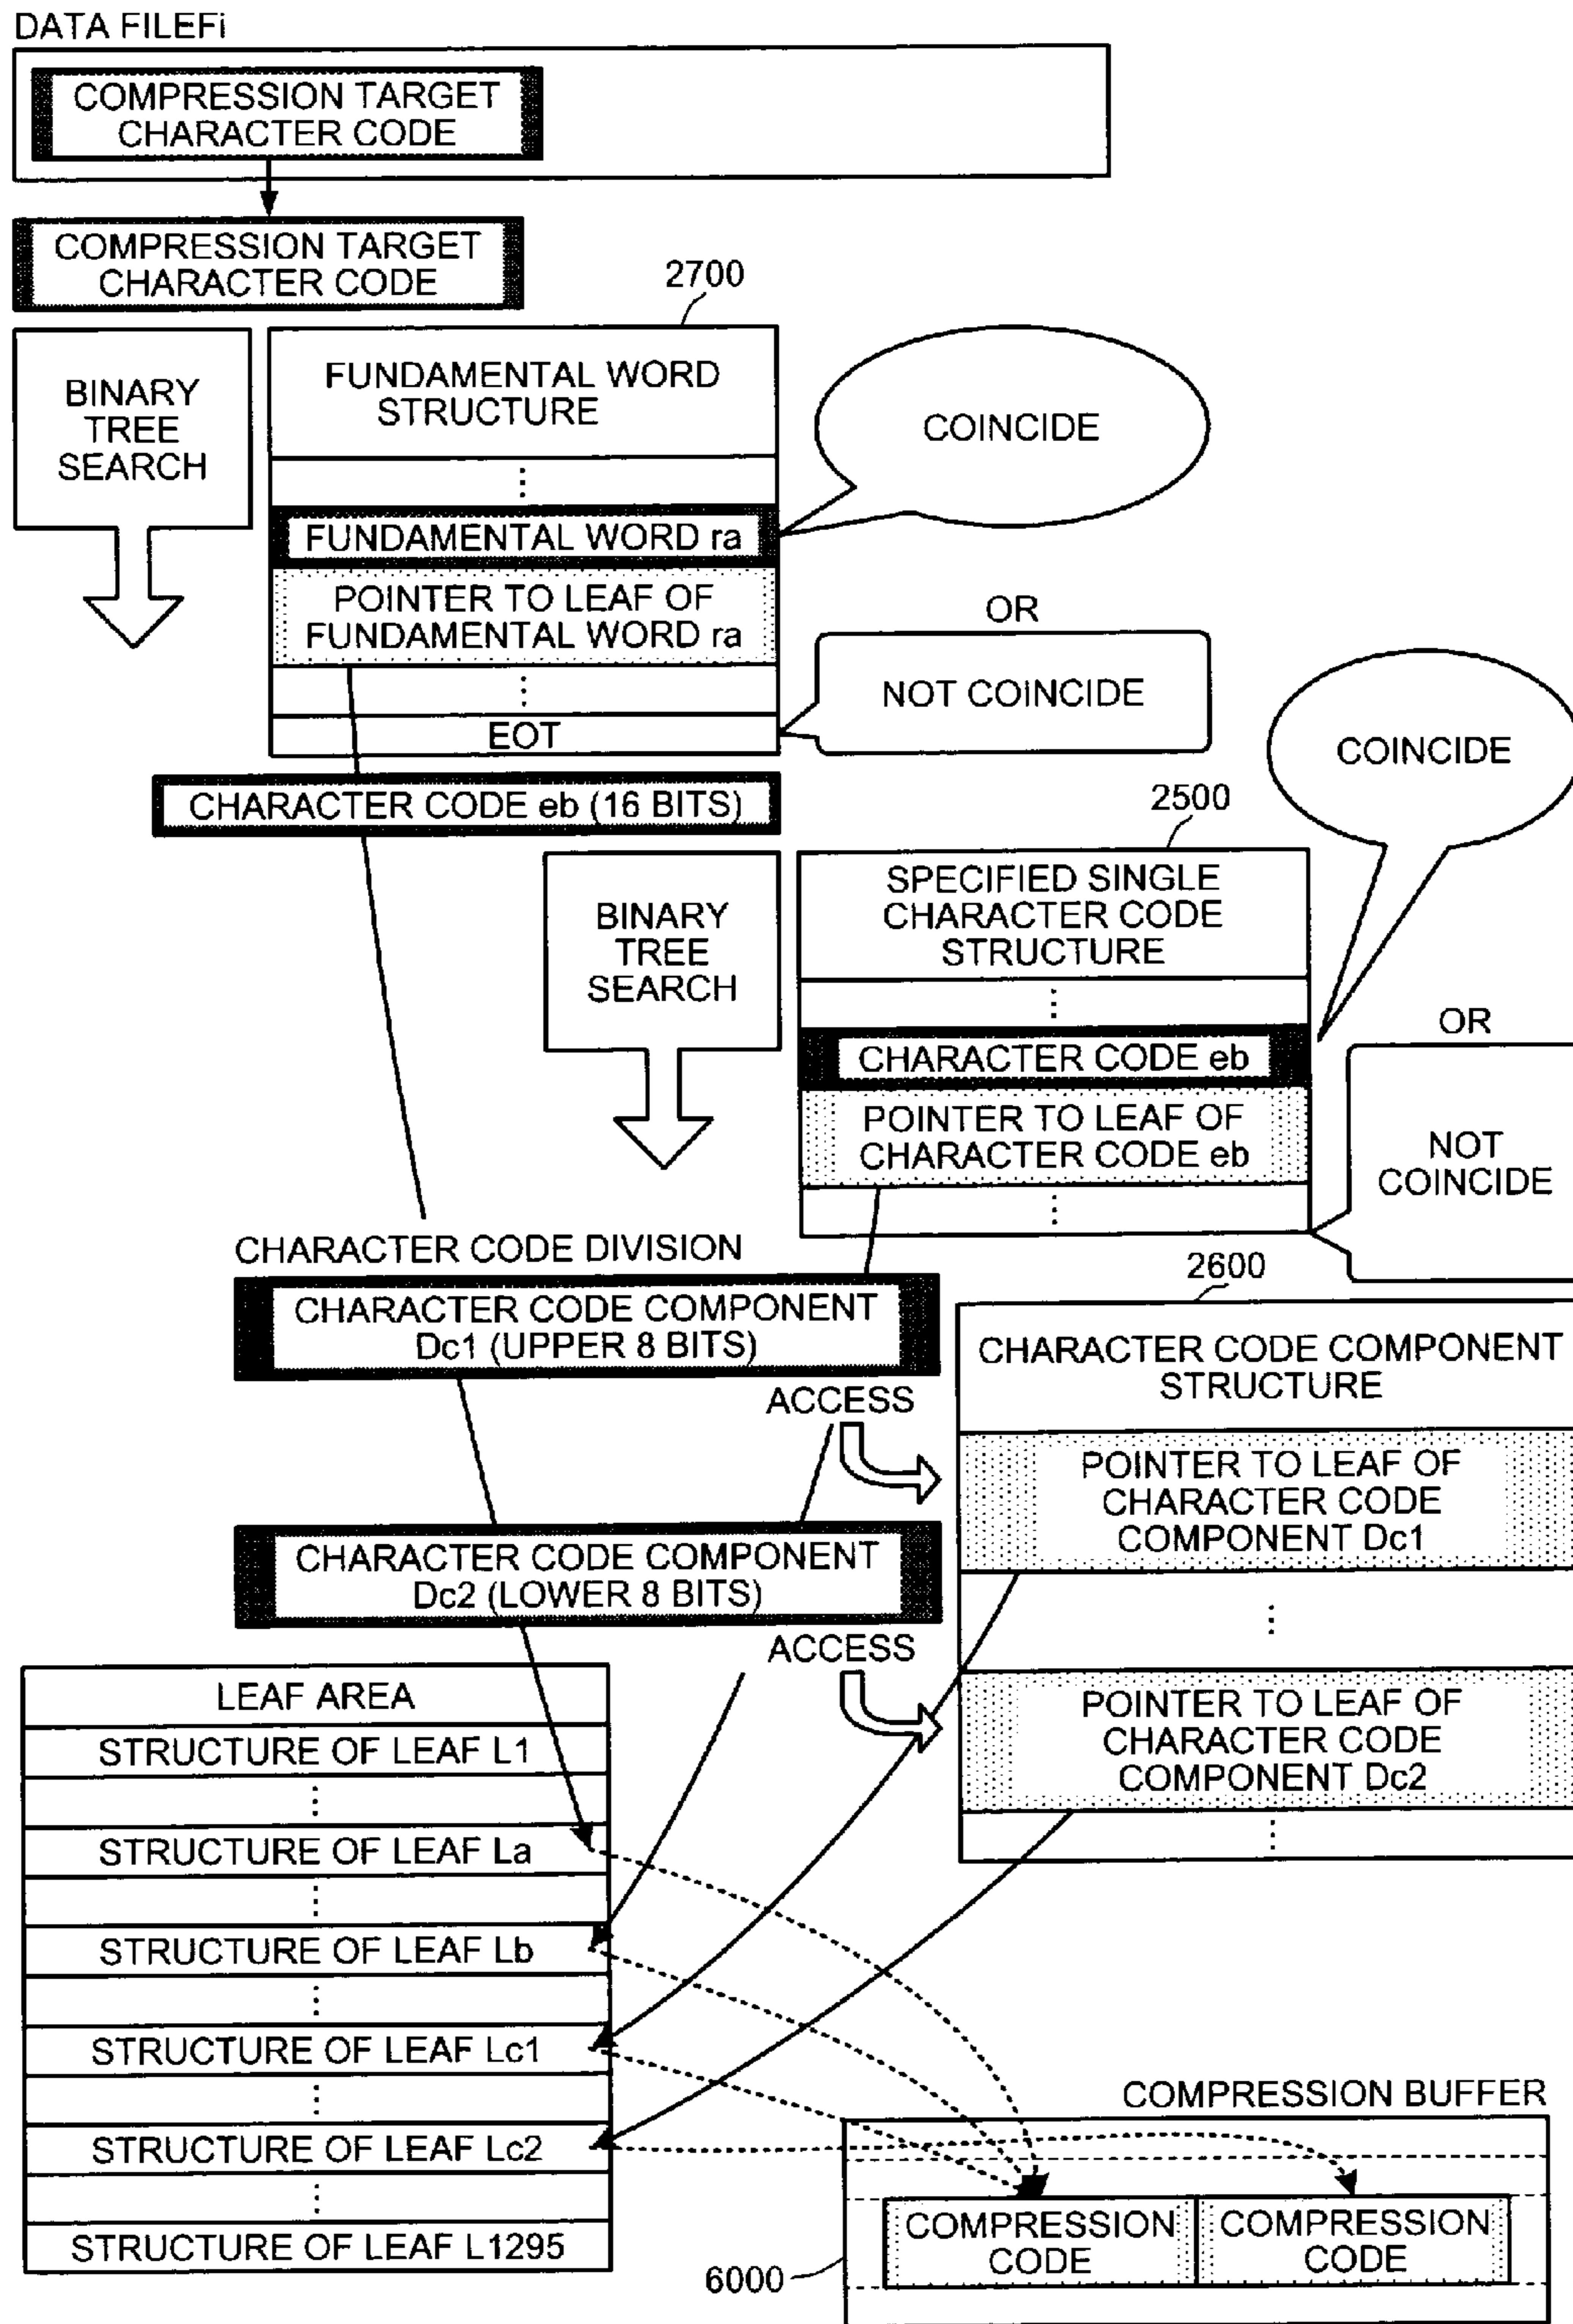 DATA FILEFi
COMPRESSION TARGET
CHARACTER CODE
COMPRESSION TARGET
CHARACTER CODE
2700
BINARY
TREE
SEARCH
FUNDAMENTAL WORD
STRUCTURE
COINCIDE
FUNDAMENTAL WORD ra
POINTER TO LEAF OF
FUNDAMENTAL WORD ra
OR
NOT COINCIDE
EOT
COINCIDE
CHARACTER CODE eb (16 BITS)
2500
BINARY
TREE
SEARCH
SPECIFIED SINGLE
CHARACTER CODE
STRUCTURE
CHARACTER CODE eb
POINTER TO LEAF OF
CHARACTER CODE eb
OR
NOT
COINCIDE
CHARACTER CODE DIVISION
CHARACTER CODE COMPONENT
Dc1 (UPPER 8 BITS)
ACCESS
2600
CHARACTER CODE COMPONENT
STRUCTURE
POINTER TO LEAF OF
CHARACTER CODE
COMPONENT Dc1
CHARACTER CODE COMPONENT
Dc2 (LOWER 8 BITS)
ACCESS
POINTER TO LEAF OF
CHARACTER CODE
COMPONENT Dc2
LEAF AREA
STRUCTURE OF LEAF L1
STRUCTURE OF LEAF La
STRUCTURE OF LEAF Lb
STRUCTURE OF LEAF Lc1
STRUCTURE OF LEAF Lc2
STRUCTURE OF LEAF L1295
COMPRESSION BUFFER
COMPRESSION
CODE
COMPRESSION
CODE
6000